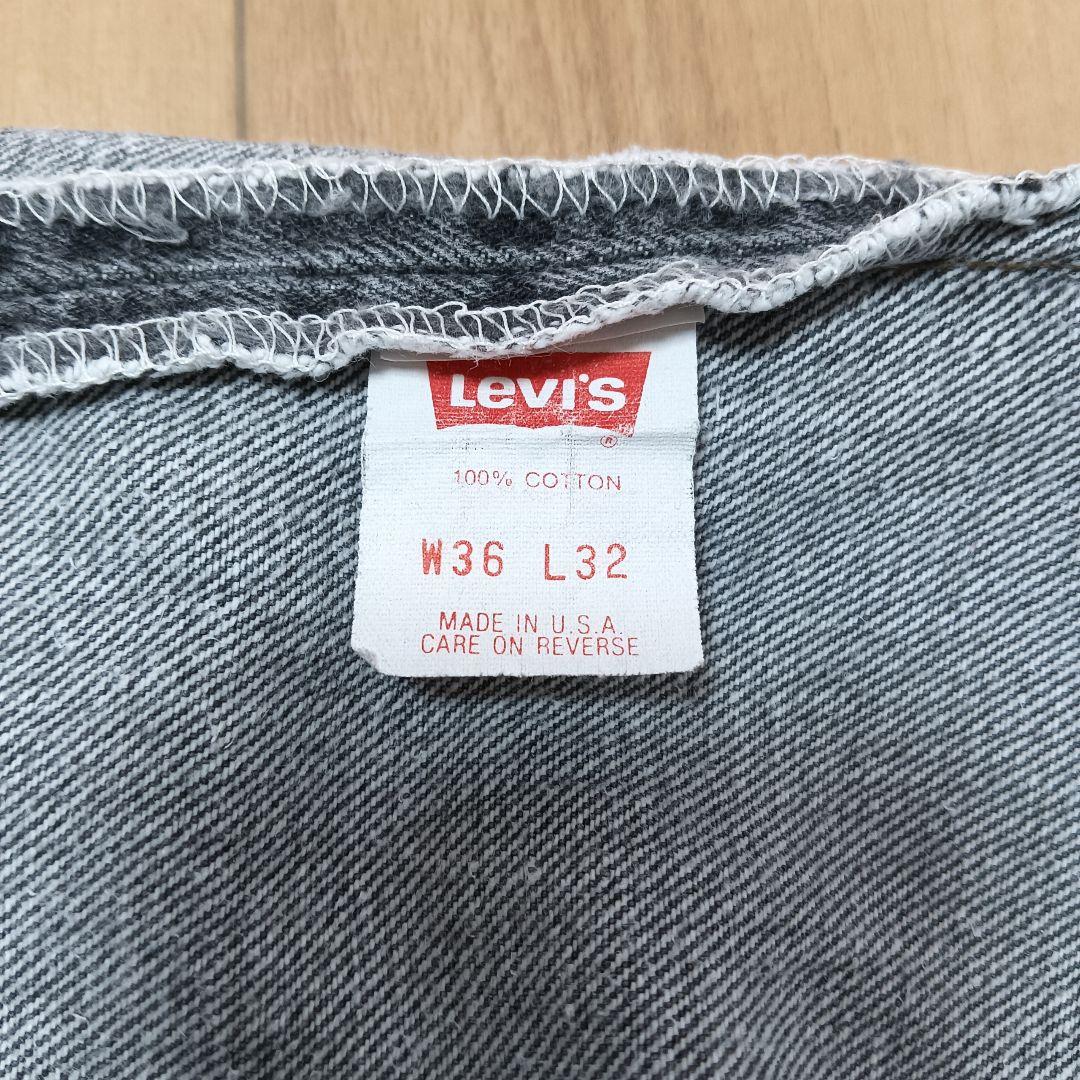 Levi's
®
100% COTTON
W36 L32
MADE IN U.S.A.
CARE ON REVERSE